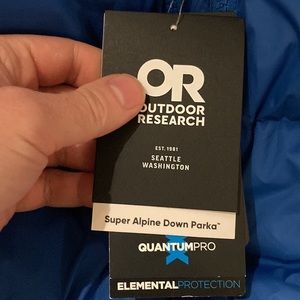 OR
OUTDOOR
RESEARCH
EST. 1981
SEATTLE
WASHINGTON
Super Alpine Down Parka™
QUANTUMPRO
ELEMENTALPROTECTION